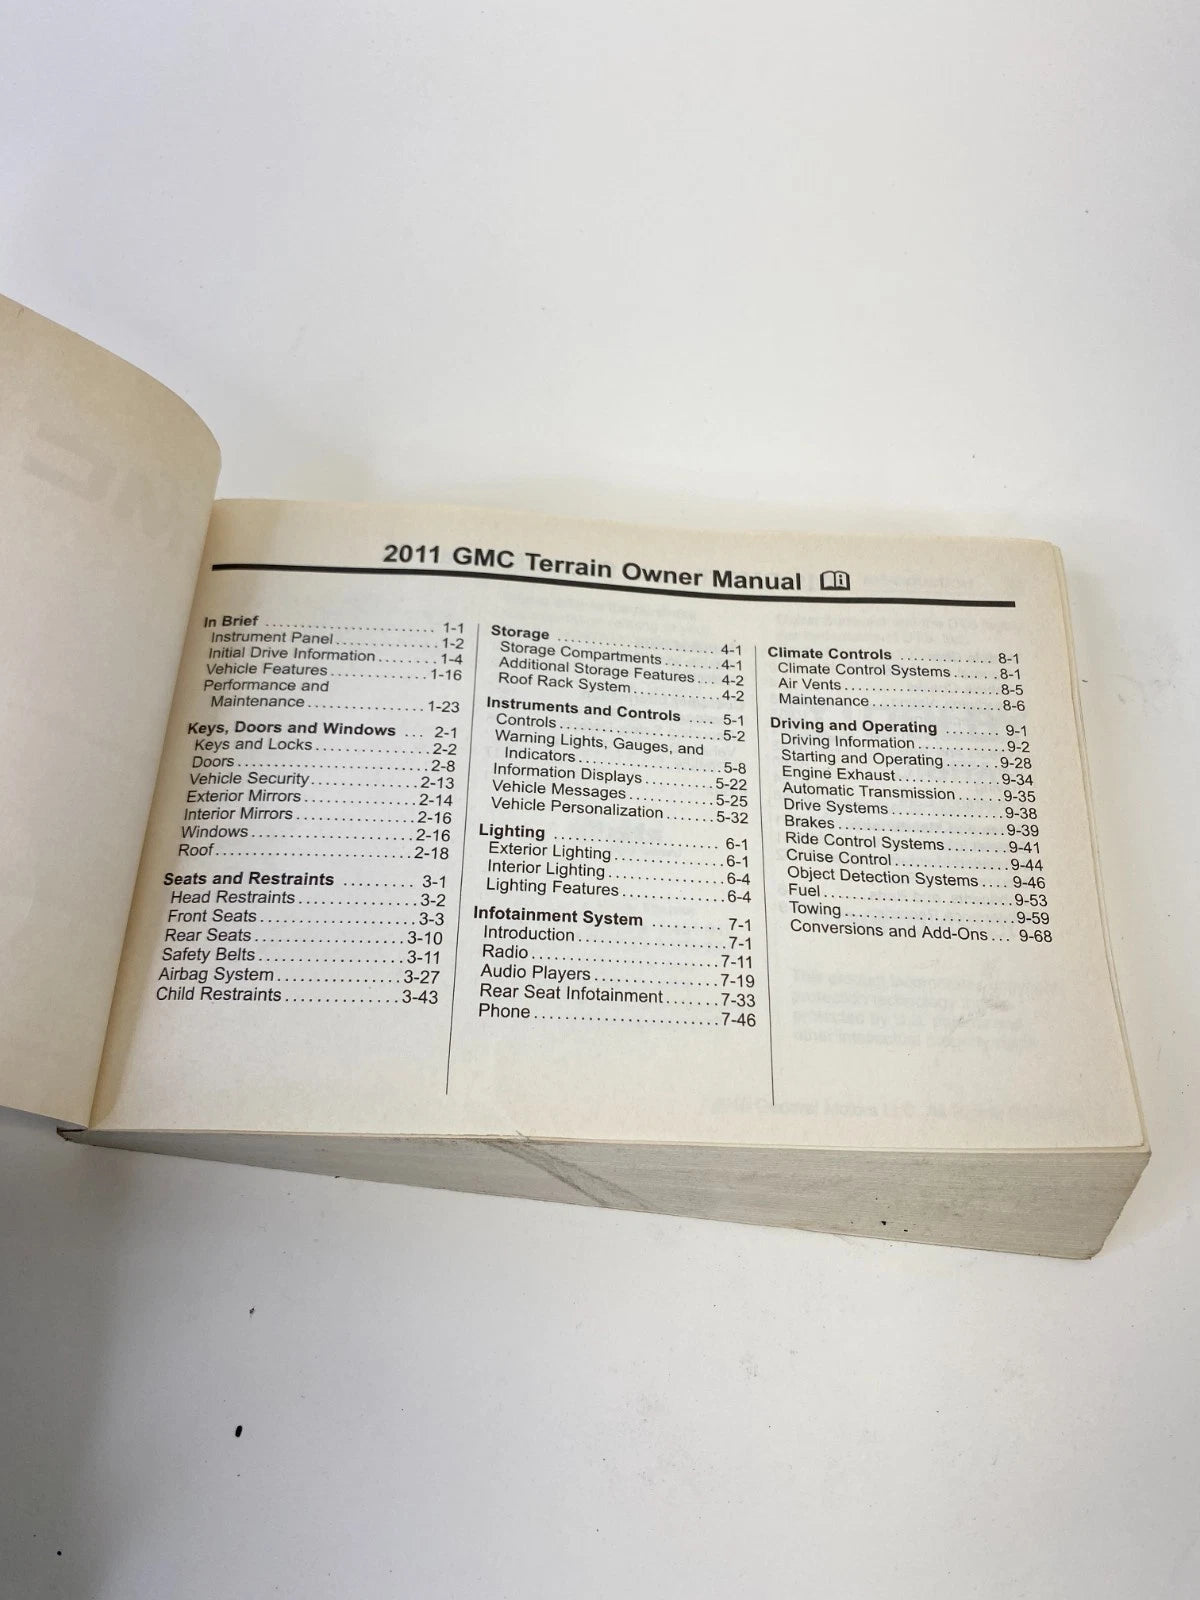 2011 GMC Terrain Owner Manual
In Brief ........................ 1-1
Instrument Panel ............ 1-2
Initial Drive Information ........ 1-4
Vehicle Features ............. 1-16
Performance and
Maintenance ............... 1-23
Keys, Doors and Windows ... 2-1
Keys and Locks ............... 2-2
Doors ......................... 2-8
Vehicle Security .............. 2-13
Exterior Mirrors .............. 2-14
Interior Mirrors ............... 2-16
Windows ..................... 2-16
Roof ......................... 2-18
Seats and Restraints ......... 3-1
Head Restraints ............... 3-2
Front Seats ................... 3-3
Rear Seats ................... 3-10
Safety Belts .................. 3-11
Airbag System ................ 3-27
Child Restraints ............... 3-43
Storage ...................... 4-1
Storage Compartments ........ 4-1
Additional Storage Features ... 4-2
Roof Rack System ............ 4-2
Instruments and Controls .... 5-1
Controls ...................... 5-2
Warning Lights, Gauges, and
Indicators .................... 5-8
Information Displays .......... 5-22
Vehicle Messages ............. 5-25
Vehicle Personalization ........ 5-32
Lighting ...................... 6-1
Exterior Lighting ............... 6-1
Interior Lighting ............... 6-4
Lighting Features .............. 6-4
Infotainment System ......... 7-1
Introduction ................... 7-1
Radio ........................ 7-11
Audio Players ................. 7-19
Rear Seat Infotainment ........ 7-33
Phone ........................ 7-46
Climate Controls ............. 8-1
Climate Control Systems ...... 8-1
Air Vents ..................... 8-5
Maintenance .................. 8-6
Driving and Operating ........ 9-1
Driving Information ............ 9-2
Starting and Operating ........ 9-28
Engine Exhaust ............... 9-34
Automatic Transmission ....... 9-35
Drive Systems ................ 9-38
Brakes ....................... 9-39
Ride Control Systems ......... 9-41
Cruise Control ................ 9-44
Object Detection Systems .... 9-46
Fuel ......................... 9-53
Towing ....................... 9-59
Conversions and Add-Ons ... 9-68